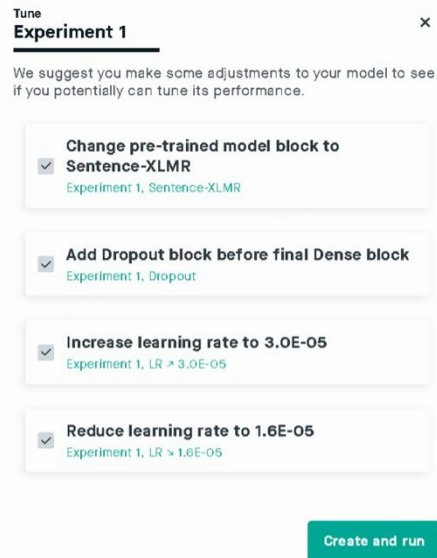 Tune
Experiment 1
We suggest you make some adjustments to your model to see
if you potentially can tune its performance.
Change pre-trained model block to
Sentence-XLMR
Experiment 1, Sentence-XLMR
Add Dropout block before final Dense block
Experiment 1, Dropout
Increase learning rate to 3.0E-05
Experiment 1, LR ↗ 3.0E-05
Reduce learning rate to 1.6E-05
Experiment 1, LR ↘ 1.6E-05
Create and run